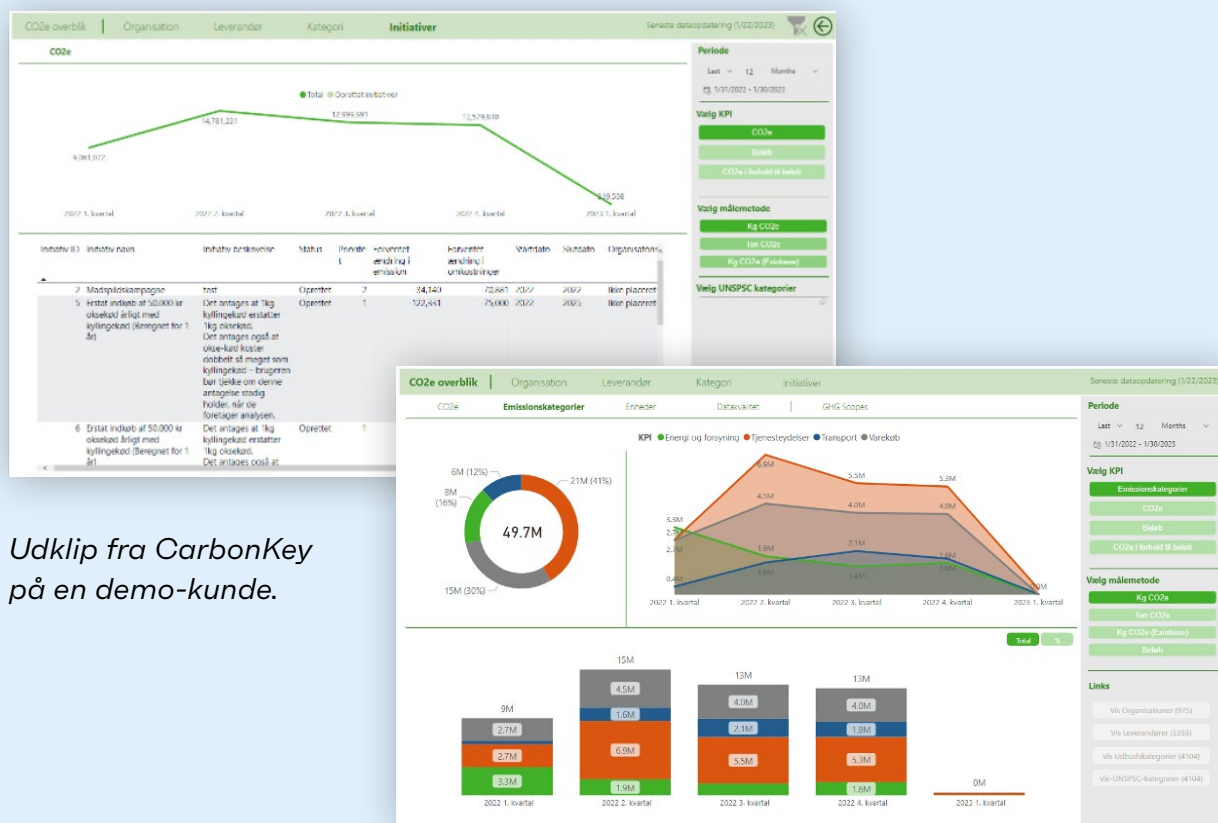 CO2e overblik Organisation Leverandør Kategori Initiativer Seneste dataopdatering (1/22/2023)
CO2e
Total Oprettet initiativer
9,061,072
14,781,221
12,999,991
12,529,630
2022 1. kvartal 2022 2. kvartal 2022 3. kvartal 2022 4. kvartal 2023 1. kvartal
Periode
Last 12 Months
1/31/2022 - 1/30/2023
Vælg KPI
CO2e
Beløb
CO2e i forhold til beløb
Vælg målemetode
Kg CO2e
Ton CO2e
Kg CO2e (Exiobase)
Vælg UNSPSC kategorier
Initiativ ID Initiativ navn Initiativ beskrivelse Status Startdato Slutdato
Forventet
ændring i
emission
Forventet
ændring i
omkostninger
2 Madspildskampagne test Oprettet 2 70,881 2022 2022 Ikke placeret
5 Erstat indkøb af 50.000 kr Det antages at 1kg Oprettet 1 2022 2025 Ikke placeret
oksekød årligt med kyllingekød erstatter
kyllingekød (Beregnet for 1 1kg oksekød.
år) Det antages også at
okse-kød koster
dobbelt så meget som
kyllingekød – brugeren
bør tjekke om denne
antagelse stadig
holder, når de
foretager analysen.
6 Erstat indkøb af 50.000 kr Det antages at 1kg Oprettet 1
oksekød årligt med kyllingekød erstatter
kyllingekød (Beregnet for 1 1kg oksekød.
år) Det antages også at
Udklip fra CarbonKey
på en demo-kunde.
CO2e overblik Organisation Leverandør Kategori Initiativer Seneste dataopdatering (1/22/2023)
CO2e Emissionskategorier Enheder Datakvalitet GHG Scopes
KPI Energi og forsyning Tjenesteydelser Transport Varekøb
6M (12%)
8M
(16%)
21M (41%)
49.7M
15M (30%)
6.9M
5.5M
5.3M
4.5M
4.0M
3.3M
2.7M
1.9M
2.1M
1.6M
0.4M
1.4M
2022 1. kvartal 2022 2. kvartal 2022 3. kvartal 2022 4. kvartal 2023 1. kvartal
Total %
9M
2.7M
2.7M
3.3M
15M
4.5M
1.6M
6.9M
1.9M
13M
4.0M
2.1M
5.5M
13M
4.0M
1.8M
5.3M
1.6M
0M
2022 1. kvartal 2022 2. kvartal 2022 3. kvartal 2022 4. kvartal 2023 1. kvartal
Periode
Last 12 Months
1/31/2022 - 1/30/2023
Vælg KPI
Emissionskategorier
CO2e
Beløb
CO2e i forhold til beløb
Vælg målemetode
Kg CO2e
Ton CO2e
Kg CO2e (Exiobase)
Beløb
Links
Vis Organisationer (975)
Vis Leverandører (3353)
Vis Udbudskategorier (4104)
Vis-UNSPSC-kategorier (4104)